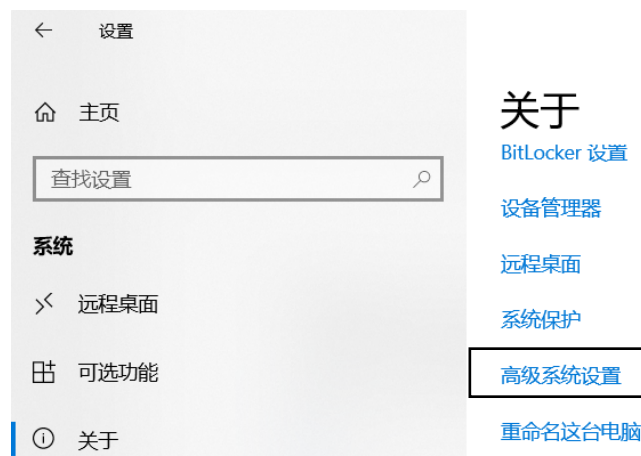 设置
主页
查找设置
系统
远程桌面
可选功能
关于
关于
BitLocker 设置
设备管理器
远程桌面
系统保护
高级系统设置
重命名这台电脑